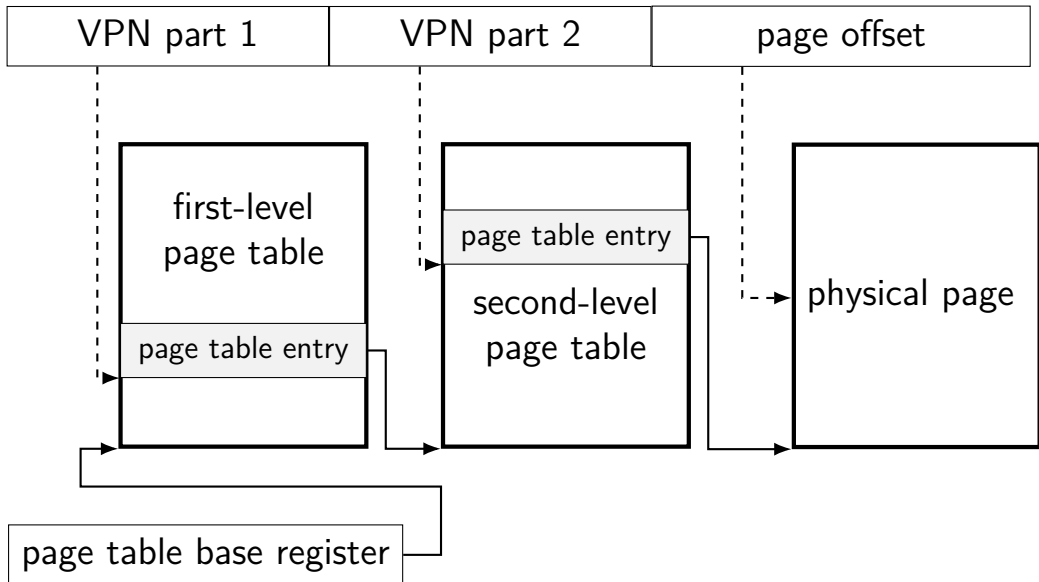 VPN part 1
VPN part 2
page offset
first-level
page table
page table entry
page table entry
second-level
page table
physical page
page table base register